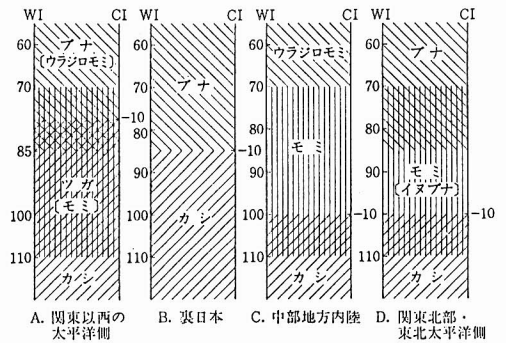 WI CI
60
ブナ
〔ウラジロモミ〕
70
-10
85
ツガ
〔モミ〕
100
110
カシ
A. 関東以西の
太平洋側
WI CI
60
ブナ
70
80
-10
90
カシ
100
110
B. 裏日本
CI
60
ウラジロモミ
70
80
モミ
90
100
-10
110
カシ
C. 中部地方内陸
WI CI
60
ブナ
70
80
90
モミ
〔イヌブナ〕
100
-10
110
カシ
D. 関東北部・
東北太平洋側